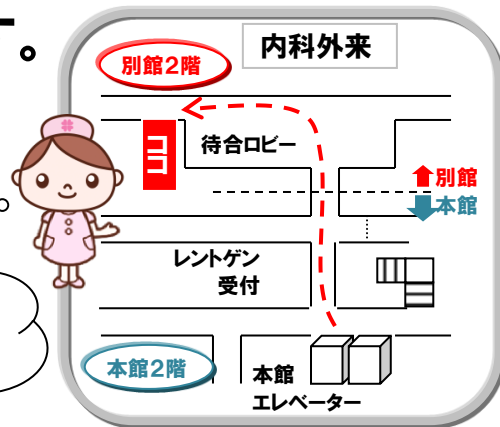 。
内科外来
別館２階
待合ロビー
ココ
別館
本館
。
レントゲン
受付
本館２階
本館
エレベーター